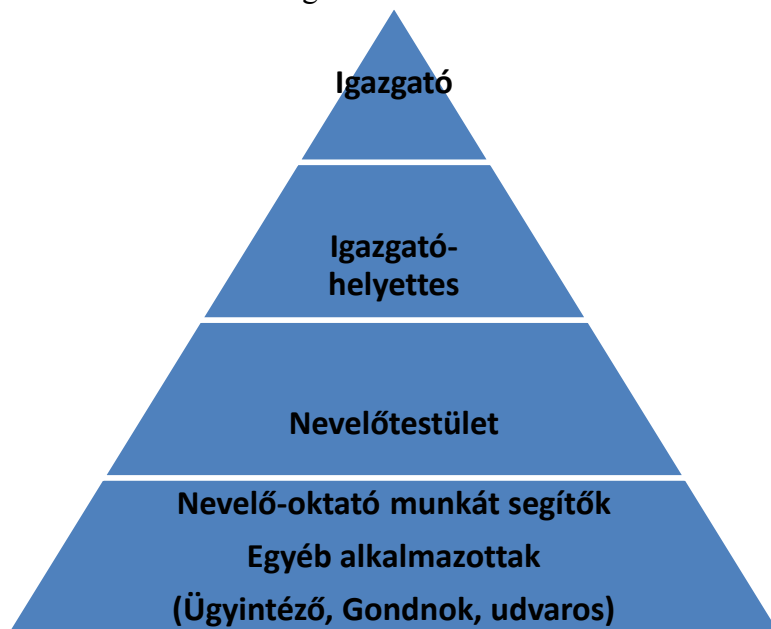 Igazgató
Igazgató-
helyettes
Nevelőtestület
Nevelő-oktató munkát segítők
Egyéb alkalmazottak
(Ügyintéző, Gondnok, udvaros)